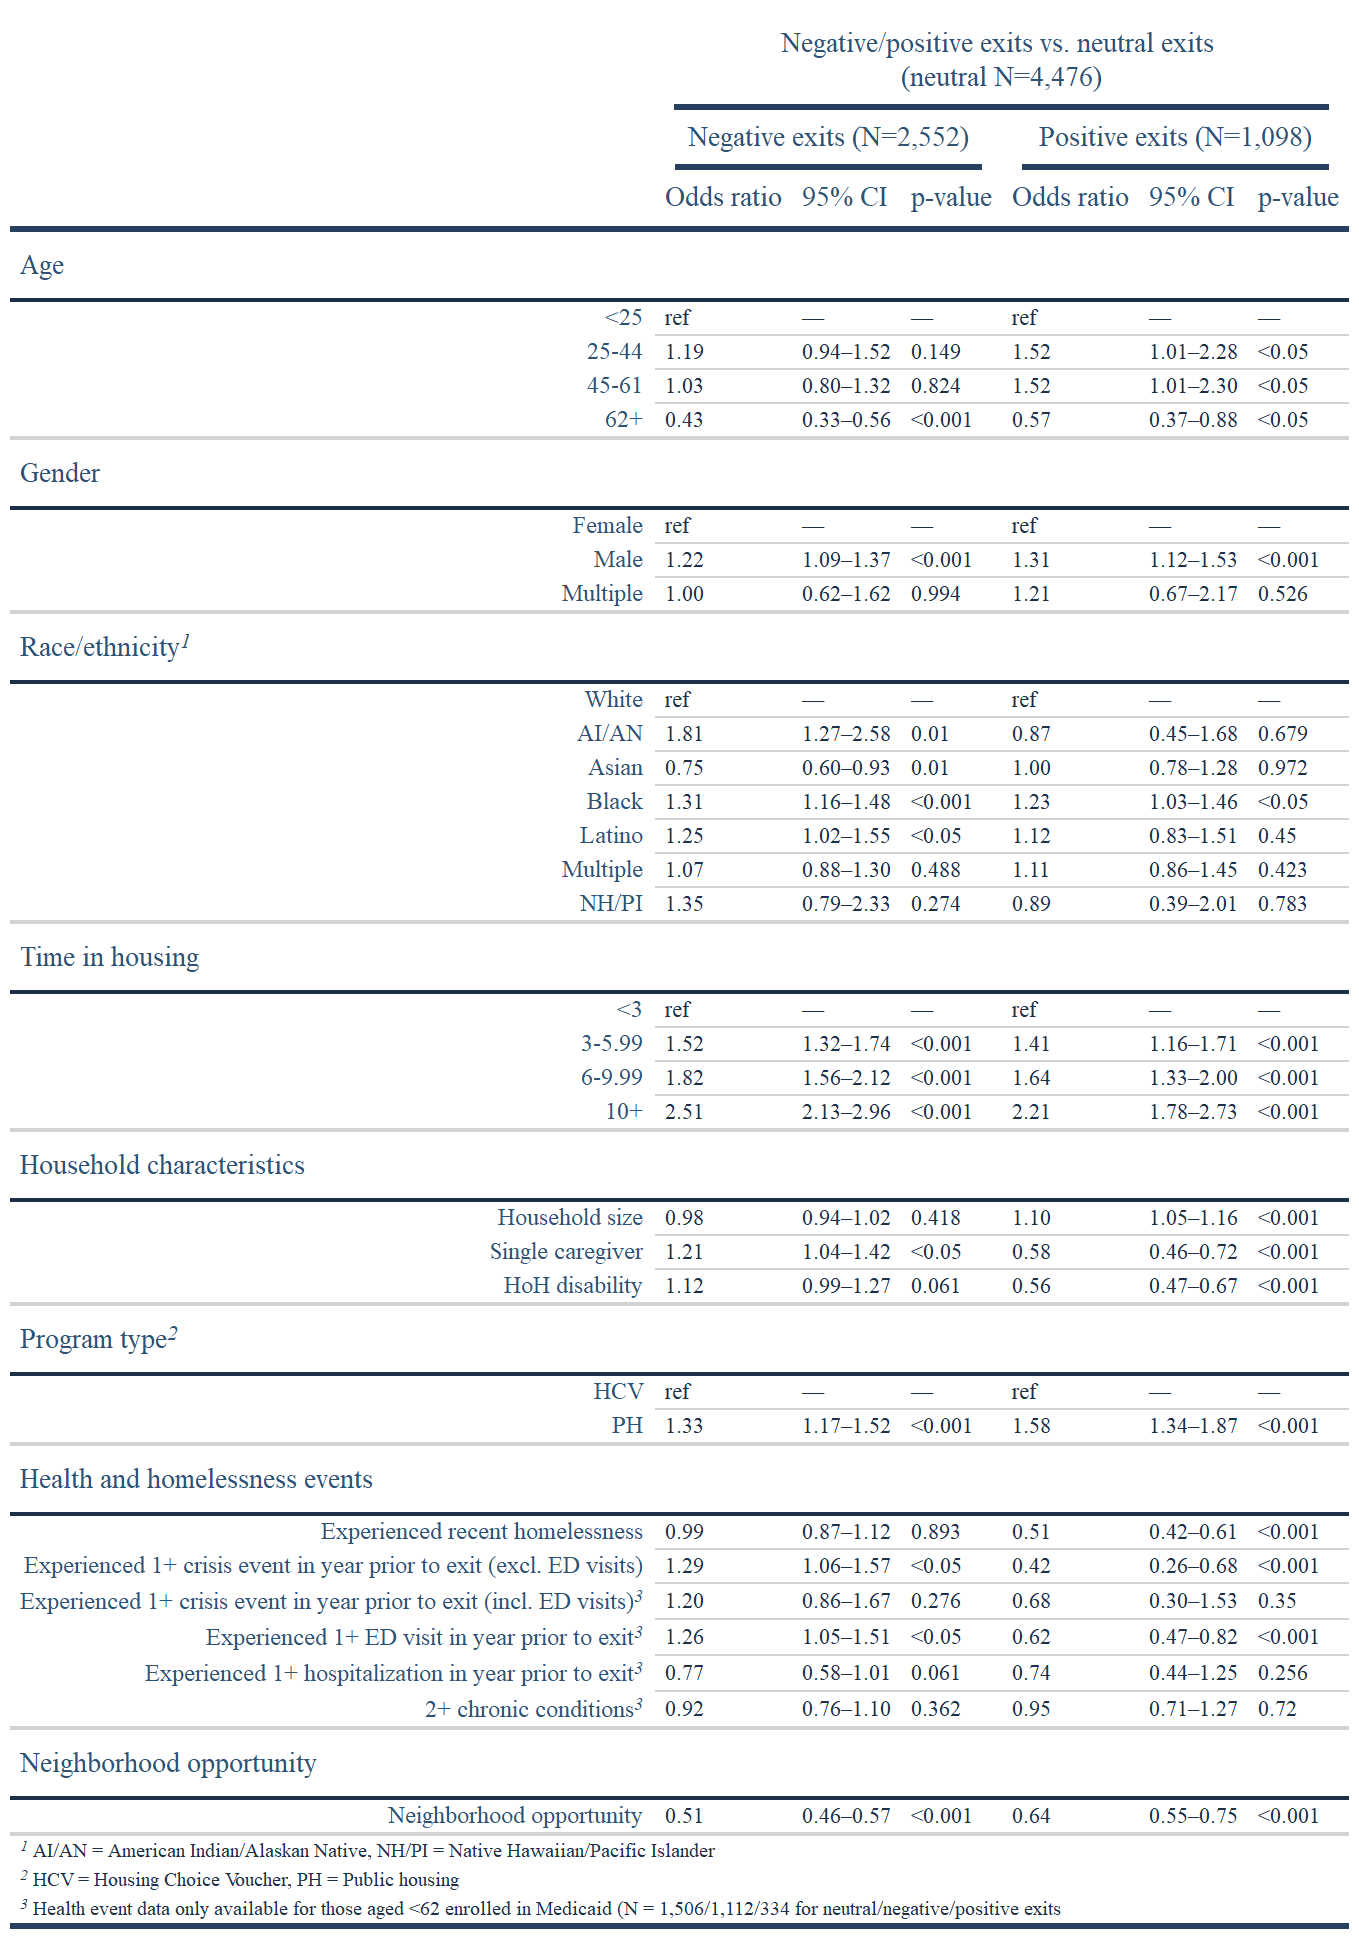 Negative/positive exits vs. neutral exits
(neutral N=4,476)
Negative exits (N=2,552) Positive exits (N=1,098)
Odds ratio 95% CI p-value Odds ratio 95% CI p-value
Age
<25 ref — — ref — —
25-44 1.19 0.94–1.52 0.149 1.52 1.01–2.28 <0.05
45-61 1.03 0.80–1.32 0.824 1.52 1.01–2.30 <0.05
62+ 0.43 0.33–0.56 <0.001 0.57 0.37–0.88 <0.05
Gender
Female ref — — ref — —
Male 1.22 1.09–1.37 <0.001 1.31 1.12–1.53 <0.001
Multiple 1.00 0.62–1.62 0.994 1.21 0.67–2.17 0.526
Race/ethnicity1
White ref — — ref — —
AI/AN 1.81 1.27–2.58 0.01 0.87 0.45–1.68 0.679
Asian 0.75 0.60–0.93 0.01 1.00 0.78–1.28 0.972
Black 1.31 1.16–1.48 <0.001 1.23 1.03–1.46 <0.05
Latino 1.25 1.02–1.55 <0.05 1.12 0.83–1.51 0.45
Multiple 1.07 0.88–1.30 0.488 1.11 0.86–1.45 0.423
NH/PI 1.35 0.79–2.33 0.274 0.89 0.39–2.01 0.783
Time in housing
<3 ref — — ref — —
3-5.99 1.52 1.32–1.74 <0.001 1.41 1.16–1.71 <0.001
6-9.99 1.82 1.56–2.12 <0.001 1.64 1.33–2.00 <0.001
10+ 2.51 2.13–2.96 <0.001 2.21 1.78–2.73 <0.001
Household characteristics
Household size 0.98 0.94–1.02 0.418 1.10 1.05–1.16 <0.001
Single caregiver 1.21 1.04–1.42 <0.05 0.58 0.46–0.72 <0.001
HoH disability 1.12 0.99–1.27 0.061 0.56 0.47–0.67 <0.001
Program type2
HCV ref — — ref — —
PH 1.33 1.17–1.52 <0.001 1.58 1.34–1.87 <0.001
Health and homelessness events
Experienced recent homelessness 0.99 0.87–1.12 0.893 0.51 0.42–0.61 <0.001
Experienced 1+ crisis event in year prior to exit (excl. ED visits) 1.29 1.06–1.57 <0.05 0.42 0.26–0.68 <0.001
Experienced 1+ crisis event in year prior to exit (incl. ED visits)3 1.20 0.86–1.67 0.276 0.68 0.30–1.53 0.35
Experienced 1+ ED visit in year prior to exit3 1.26 1.05–1.51 <0.05 0.62 0.47–0.82 <0.001
Experienced 1+ hospitalization in year prior to exit3 0.77 0.58–1.01 0.061 0.74 0.44–1.25 0.256
2+ chronic conditions3 0.92 0.76–1.10 0.362 0.95 0.71–1.27 0.72
Neighborhood opportunity
Neighborhood opportunity 0.51 0.46–0.57 <0.001 0.64 0.55–0.75 <0.001
1 AI/AN = American Indian/Alaskan Native, NH/PI = Native Hawaiian/Pacific Islander
2 HCV = Housing Choice Voucher, PH = Public housing
3 Health event data only available for those aged <62 enrolled in Medicaid (N = 1,506/1,112/334 for neutral/negative/positive exits